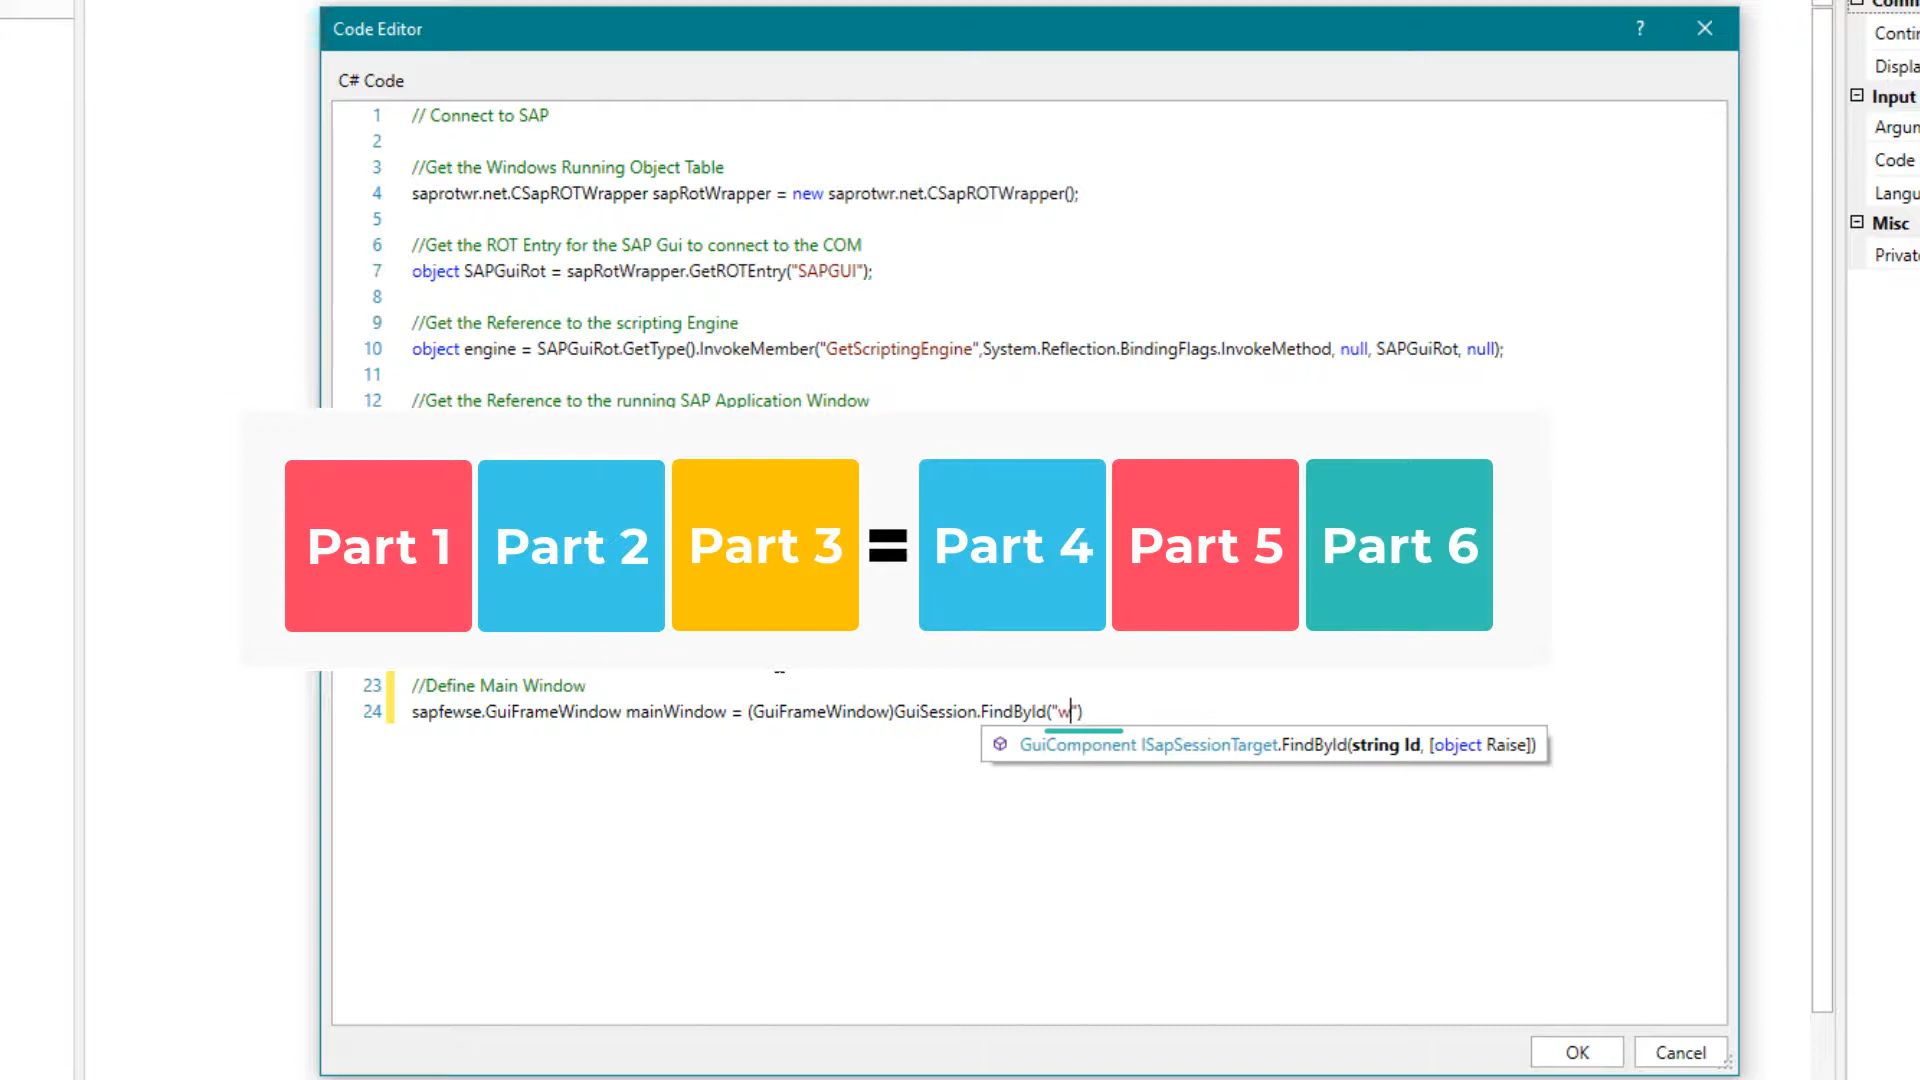 Code Editor
?
C# Code
1 // Connect to SAP
2
3 //Get the Windows Running Object Table
4 saprotwr.net.CSapROTWrapper sapRotWrapper = new saprotwr.net.CSapROTWrapper();
5
6 //Get the ROT Entry for the SAP Gui to connect to the COM
7 object SAPGuiRot = sapRotWrapper.GetROTEntry("SAPGUI");
8
9 //Get the Reference to the scripting Engine
10 object engine = SAPGuiRot.GetType().InvokeMember("GetScriptingEngine",System.Reflection.BindingFlags.InvokeMethod, null, SAPGuiRot, null);
11
12 //Get the Reference to the running SAP Application Window
Part 1 Part 2 Part 3 = Part 4 Part 5 Part 6
23 //Define Main Window
24 sapfewse.GuiFrameWindow mainWindow = (GuiFrameWindow)GuiSession.FindById("w")
GuiComponent ISapSessionTarget.FindById(string Id, [object Raise])
OK
Cancel
Input
Code
Misc